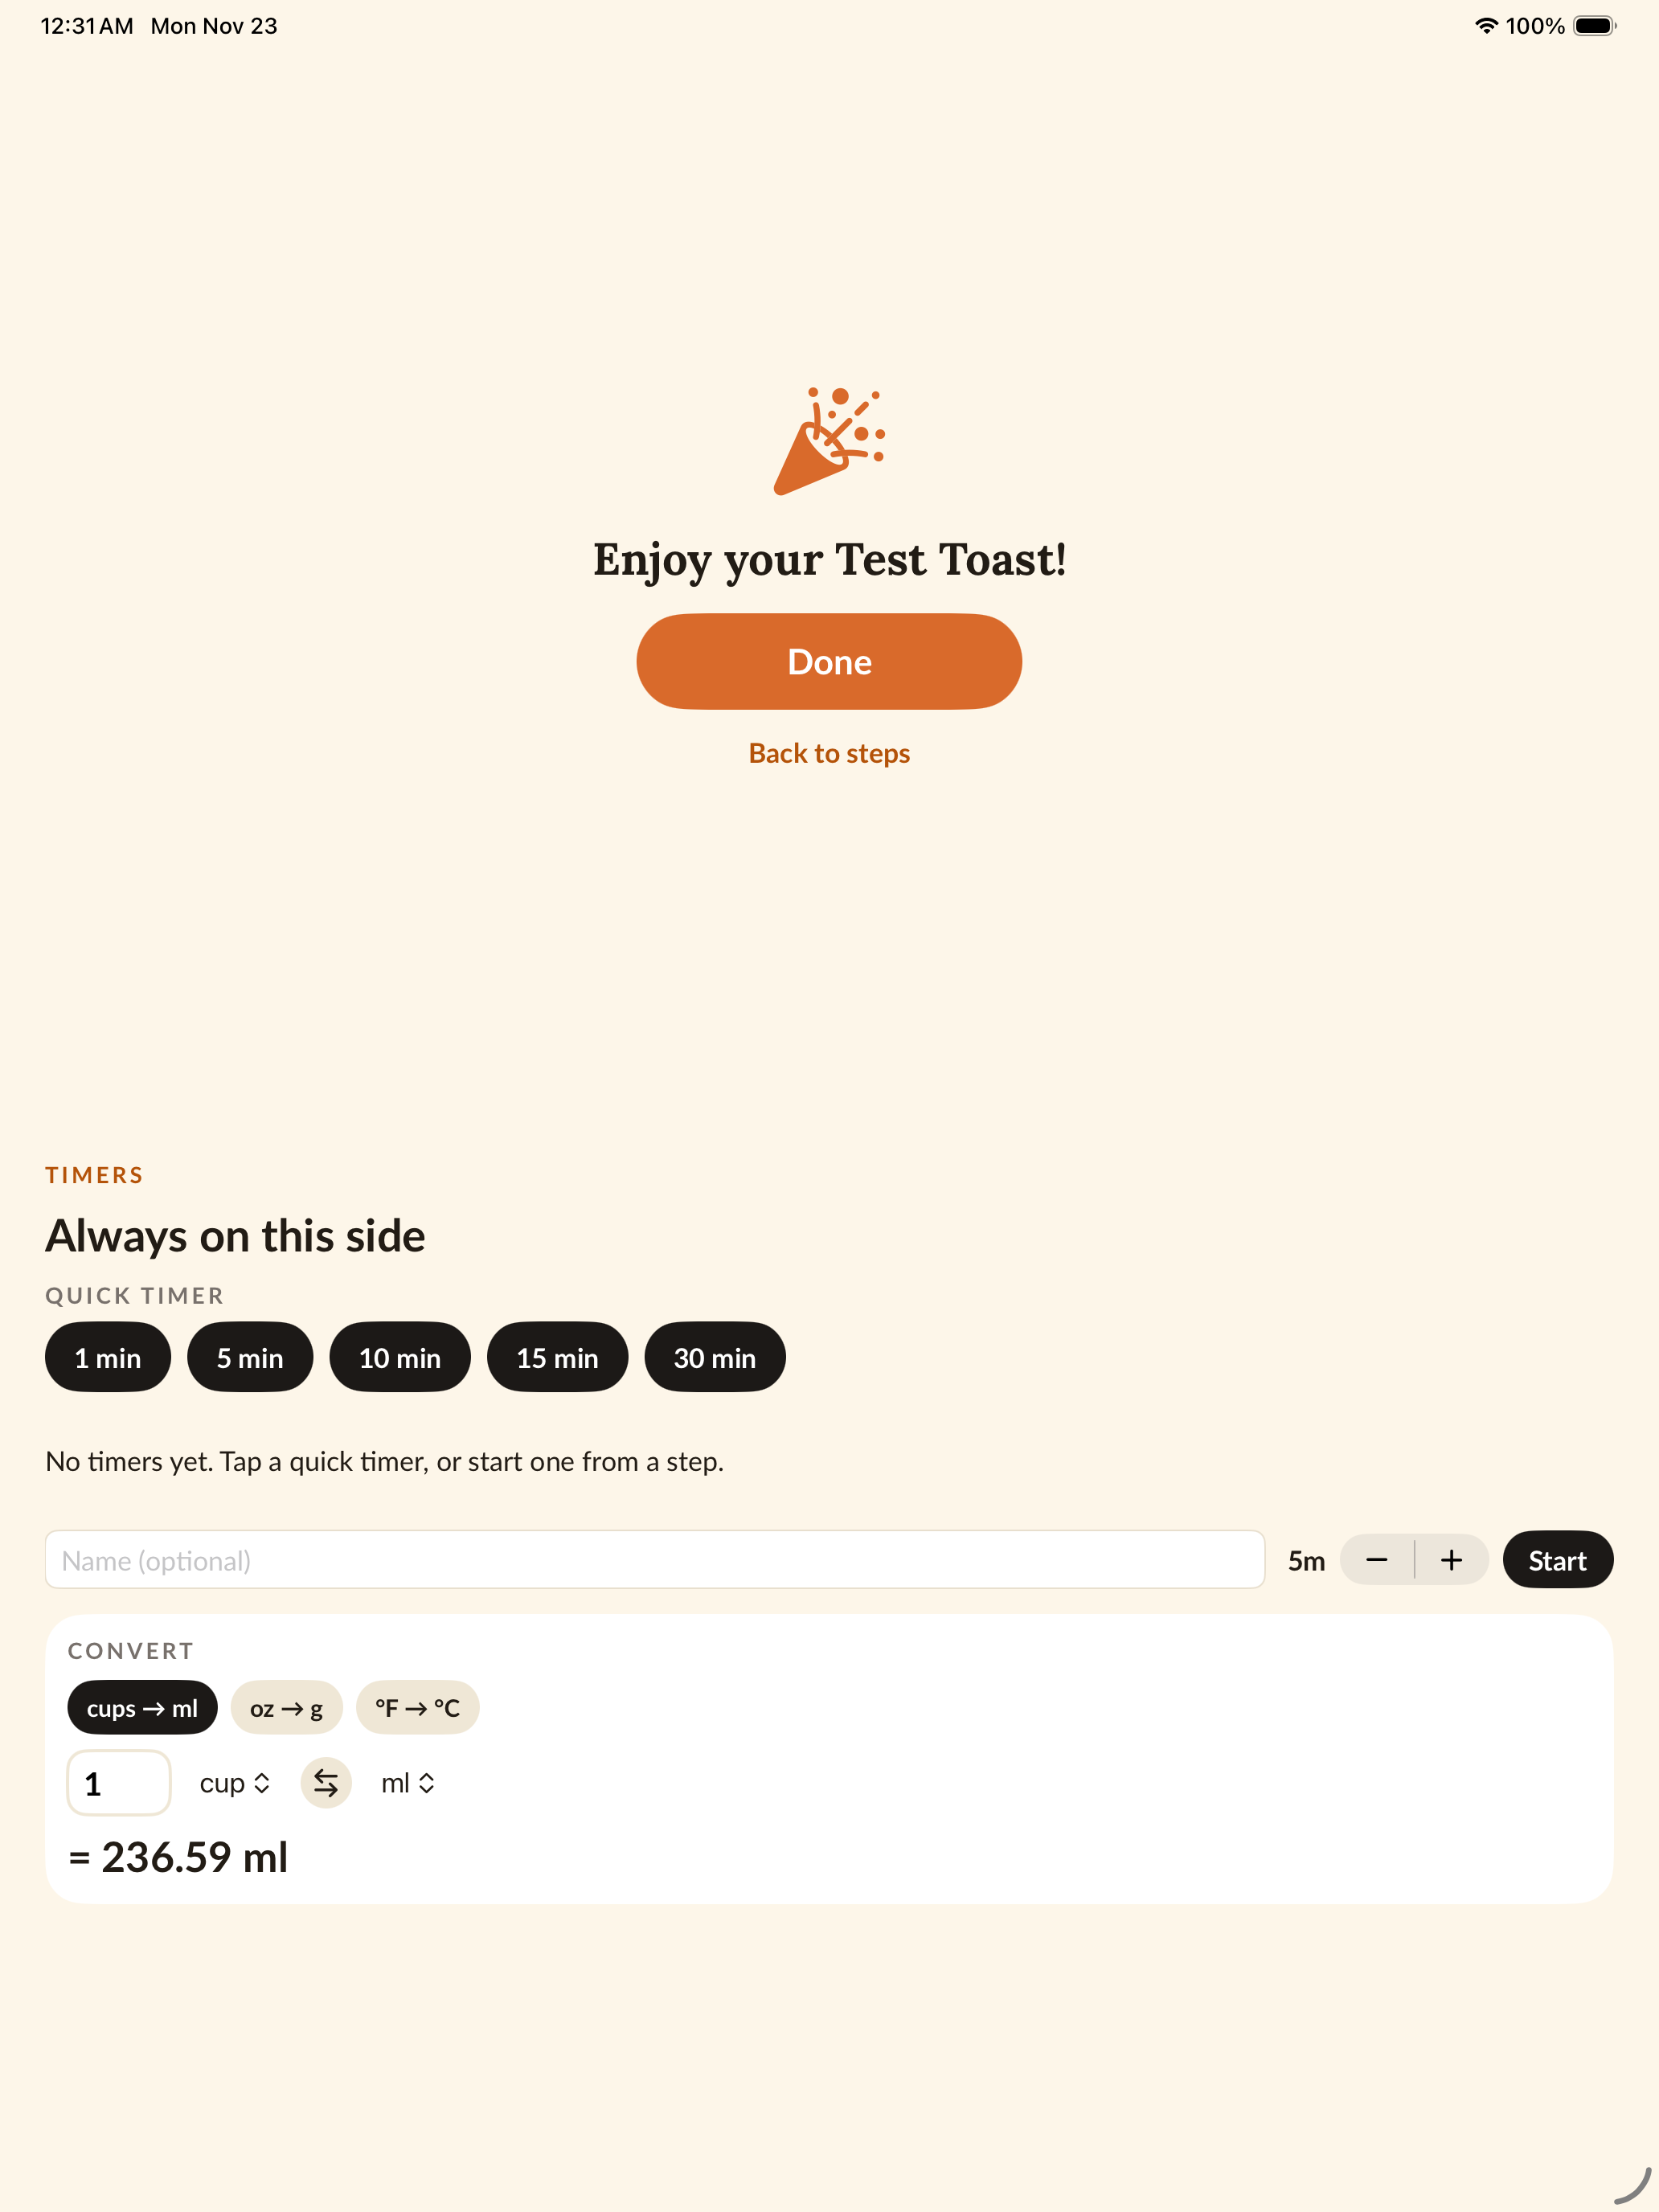 12:31 AM Mon Nov 23 100%
Enjoy your Test Toast!
Done
Back to steps
TIMERS
Always on this side
QUICK TIMER
1 min 5 min 10 min 15 min 30 min
No timers yet. Tap a quick timer, or start one from a step.
Name (optional) 5m − + Start
CONVERT
cups → ml oz → g °F → °C
1 cup ml
= 236.59 ml